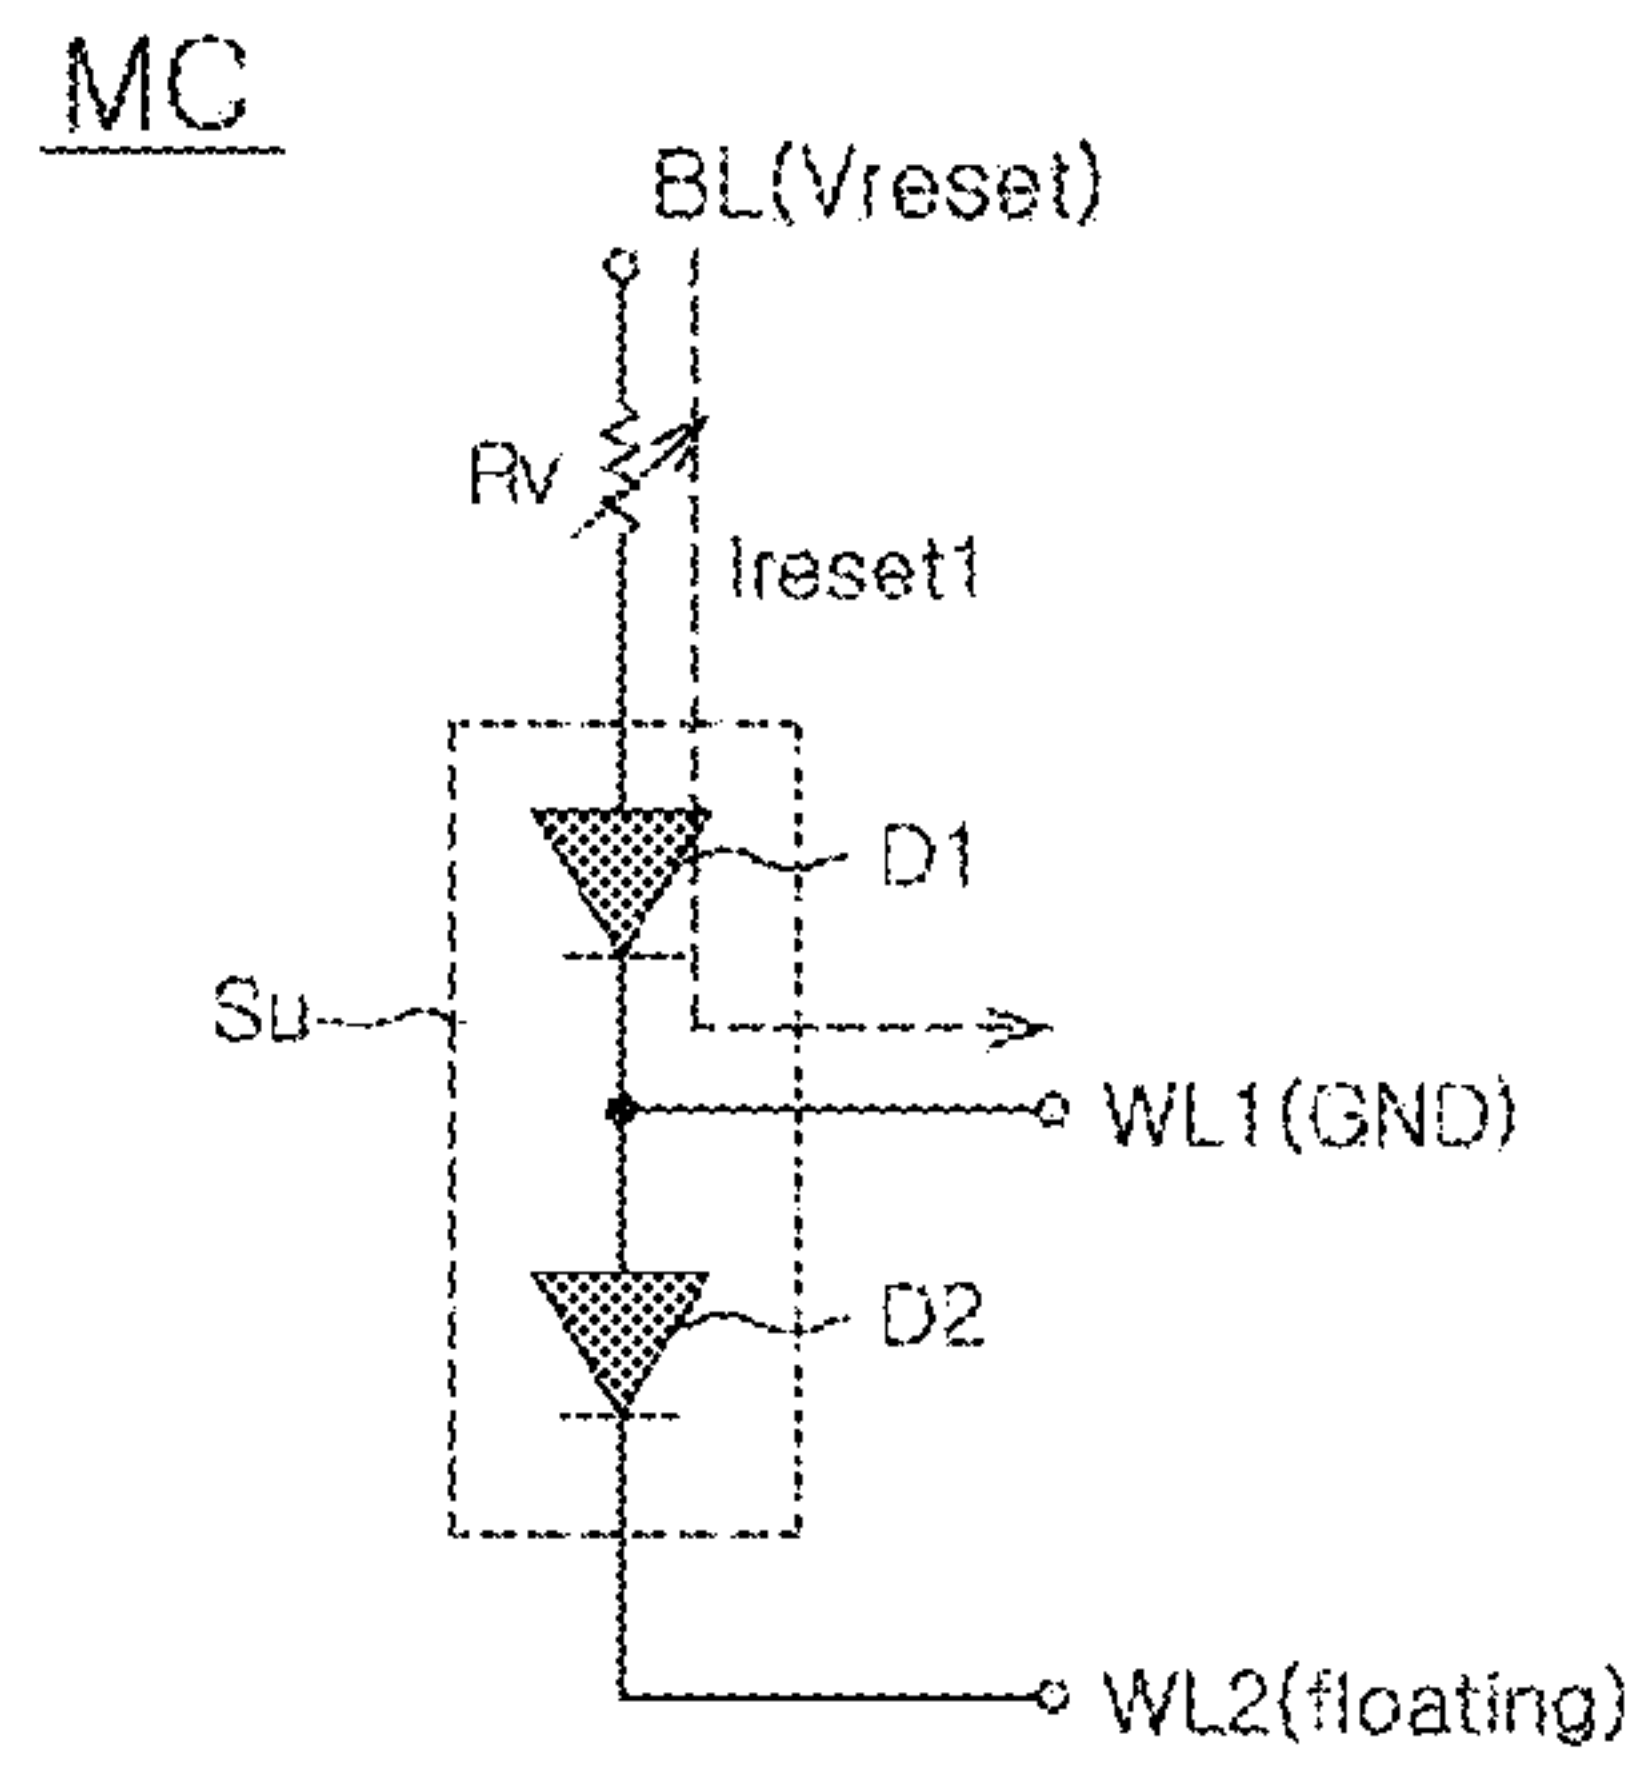 MC
BL(Vreset)
Rv
Ireset1
D1
Su
WL1(GND)
D2
WL2(floating)